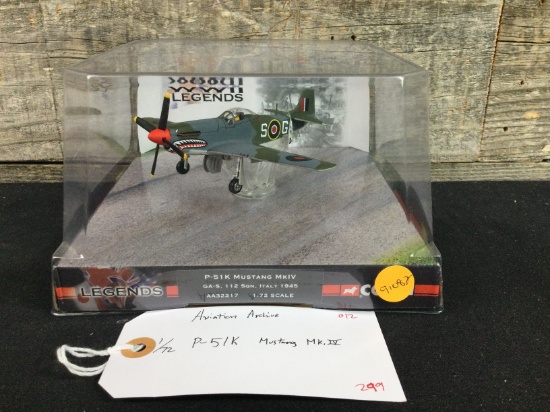 WWII
LEGENDS
S G
P-51K MUSTANG MKIV
GA-S, 112 SQN, ITALY 1945
AA32217 1:72 SCALE
LEGENDS
Aviation Archive 012
1/72 P-51K Mustang MK.IV
299